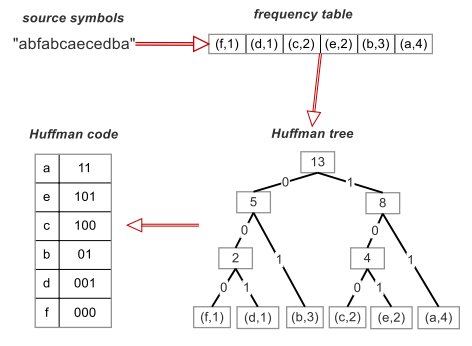 source symbols
frequency table
"abfabcaecedba"
(f,1) (d,1) (c,2) (e,2) (b,3) (a,4)
Huffman code
Huffman tree
a 11
e 101
c 100
b 01
d 001
f 000
13
0 1
5 8
0 1 0 1
2 4
0 1 0 1
(f,1) (d,1) (b,3) (c,2) (e,2) (a,4)